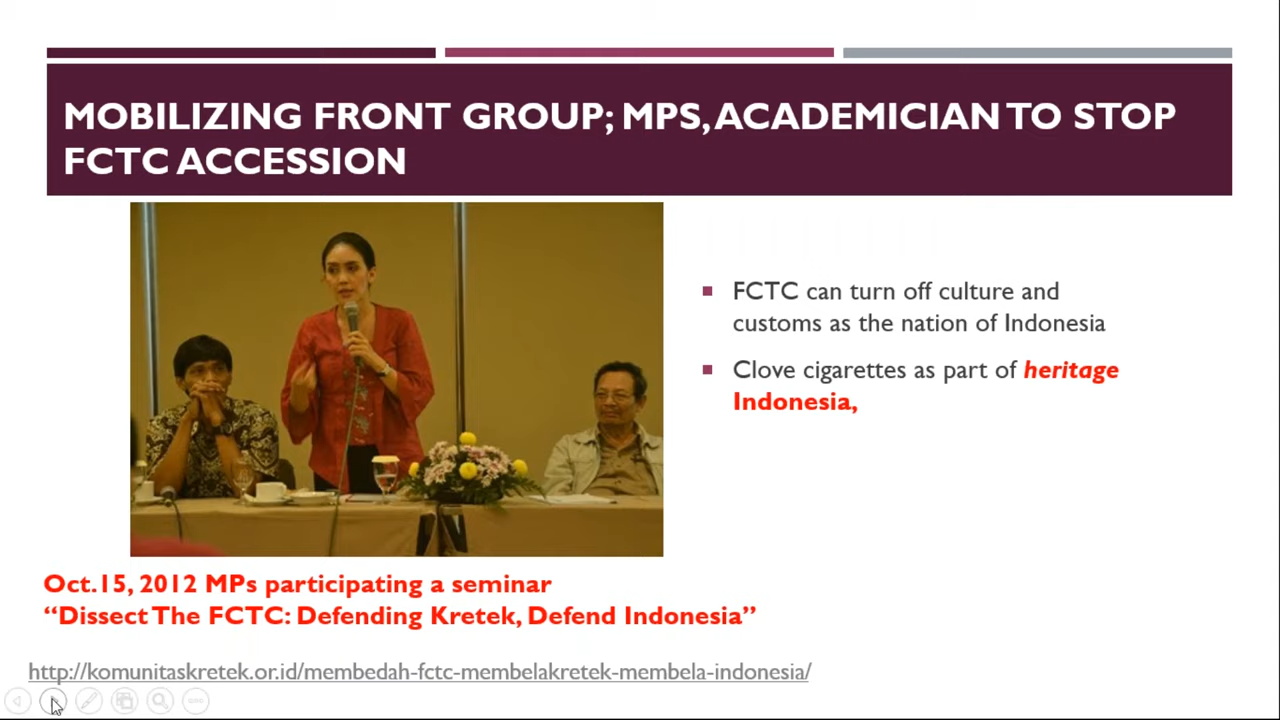 MOBILIZING FRONT GROUP; MPS, ACADEMICIAN TO STOP
FCTC ACCESSION
FCTC can turn off culture and
customs as the nation of Indonesia
Clove cigarettes as part of heritage
Indonesia,
Oct.15, 2012 MPs participating a seminar
“Dissect The FCTC: Defending Kretek, Defend Indonesia”
http://komunitaskretek.or.id/membedah-fctc-membelakretek-membela-indonesia/